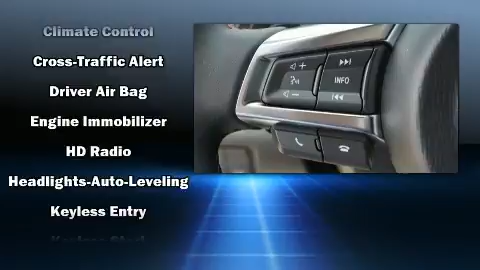 Climate Control
Cross-Traffic Alert
Driver Air Bag
Engine Immobilizer
HD Radio
Headlights-Auto-Leveling
Keyless Entry
INFO